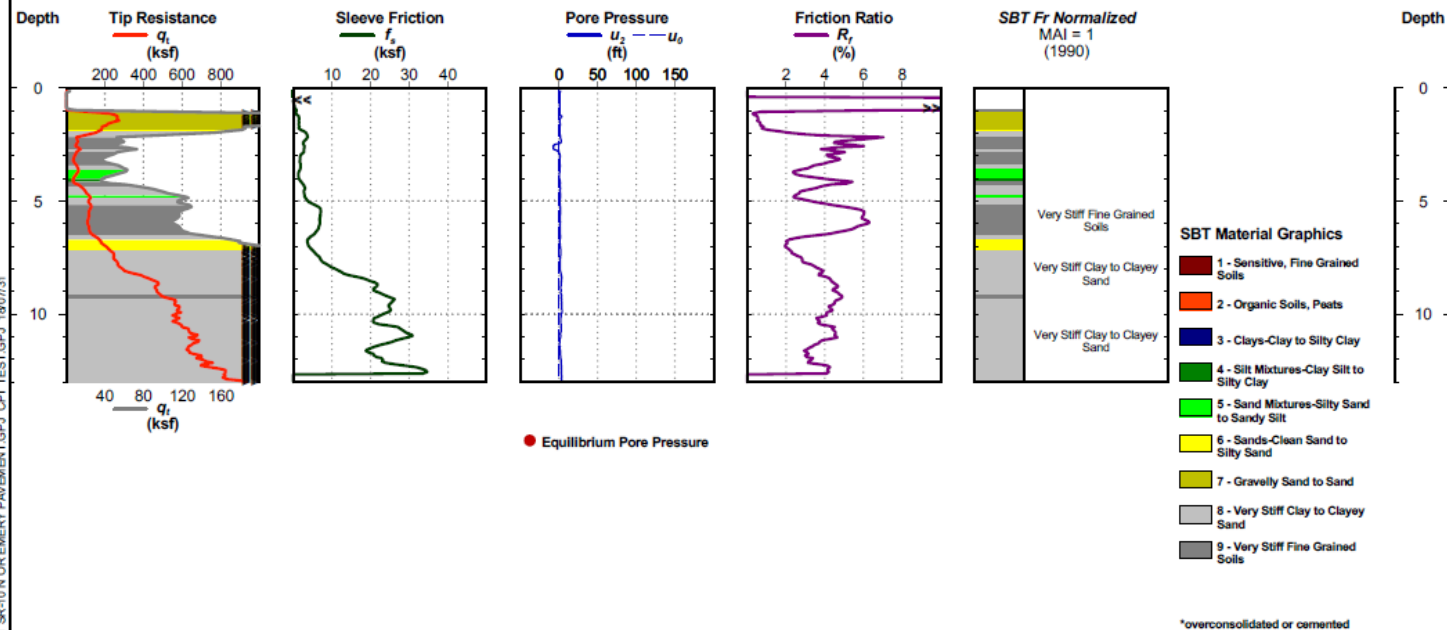 Depth
Tip Resistance
qt
(ksf)
200 400 600 800
Sleeve Friction
fs
(ksf)
10 20 30 40
Pore Pressure
u2 u0
(ft)
0 50 100 150
Friction Ratio
Rf
(%)
2 4 6 8
SBT Fr Normalized
MAI = 1
(1990)
Depth
0
5
10
<<
>>
Very Stiff Fine Grained
Soils
Very Stiff Clay to Clayey
Sand
Very Stiff Clay to Clayey
Sand
0
5
10
40 80 120 160
qt
(ksf)
Equilibrium Pore Pressure
SBT Material Graphics
1 - Sensitive, Fine Grained
Soils
2 - Organic Soils, Peats
3 - Clays-Clay to Silty Clay
4 - Silt Mixtures-Clay Silt to
Silty Clay
5 - Sand Mixtures-Silty Sand
to Sandy Silt
6 - Sands-Clean Sand to
Silty Sand
7 - Gravelly Sand to Sand
8 - Very Stiff Clay to Clayey
Sand
9 - Very Stiff Fine Grained
Soils
*overconsolidated or cemented